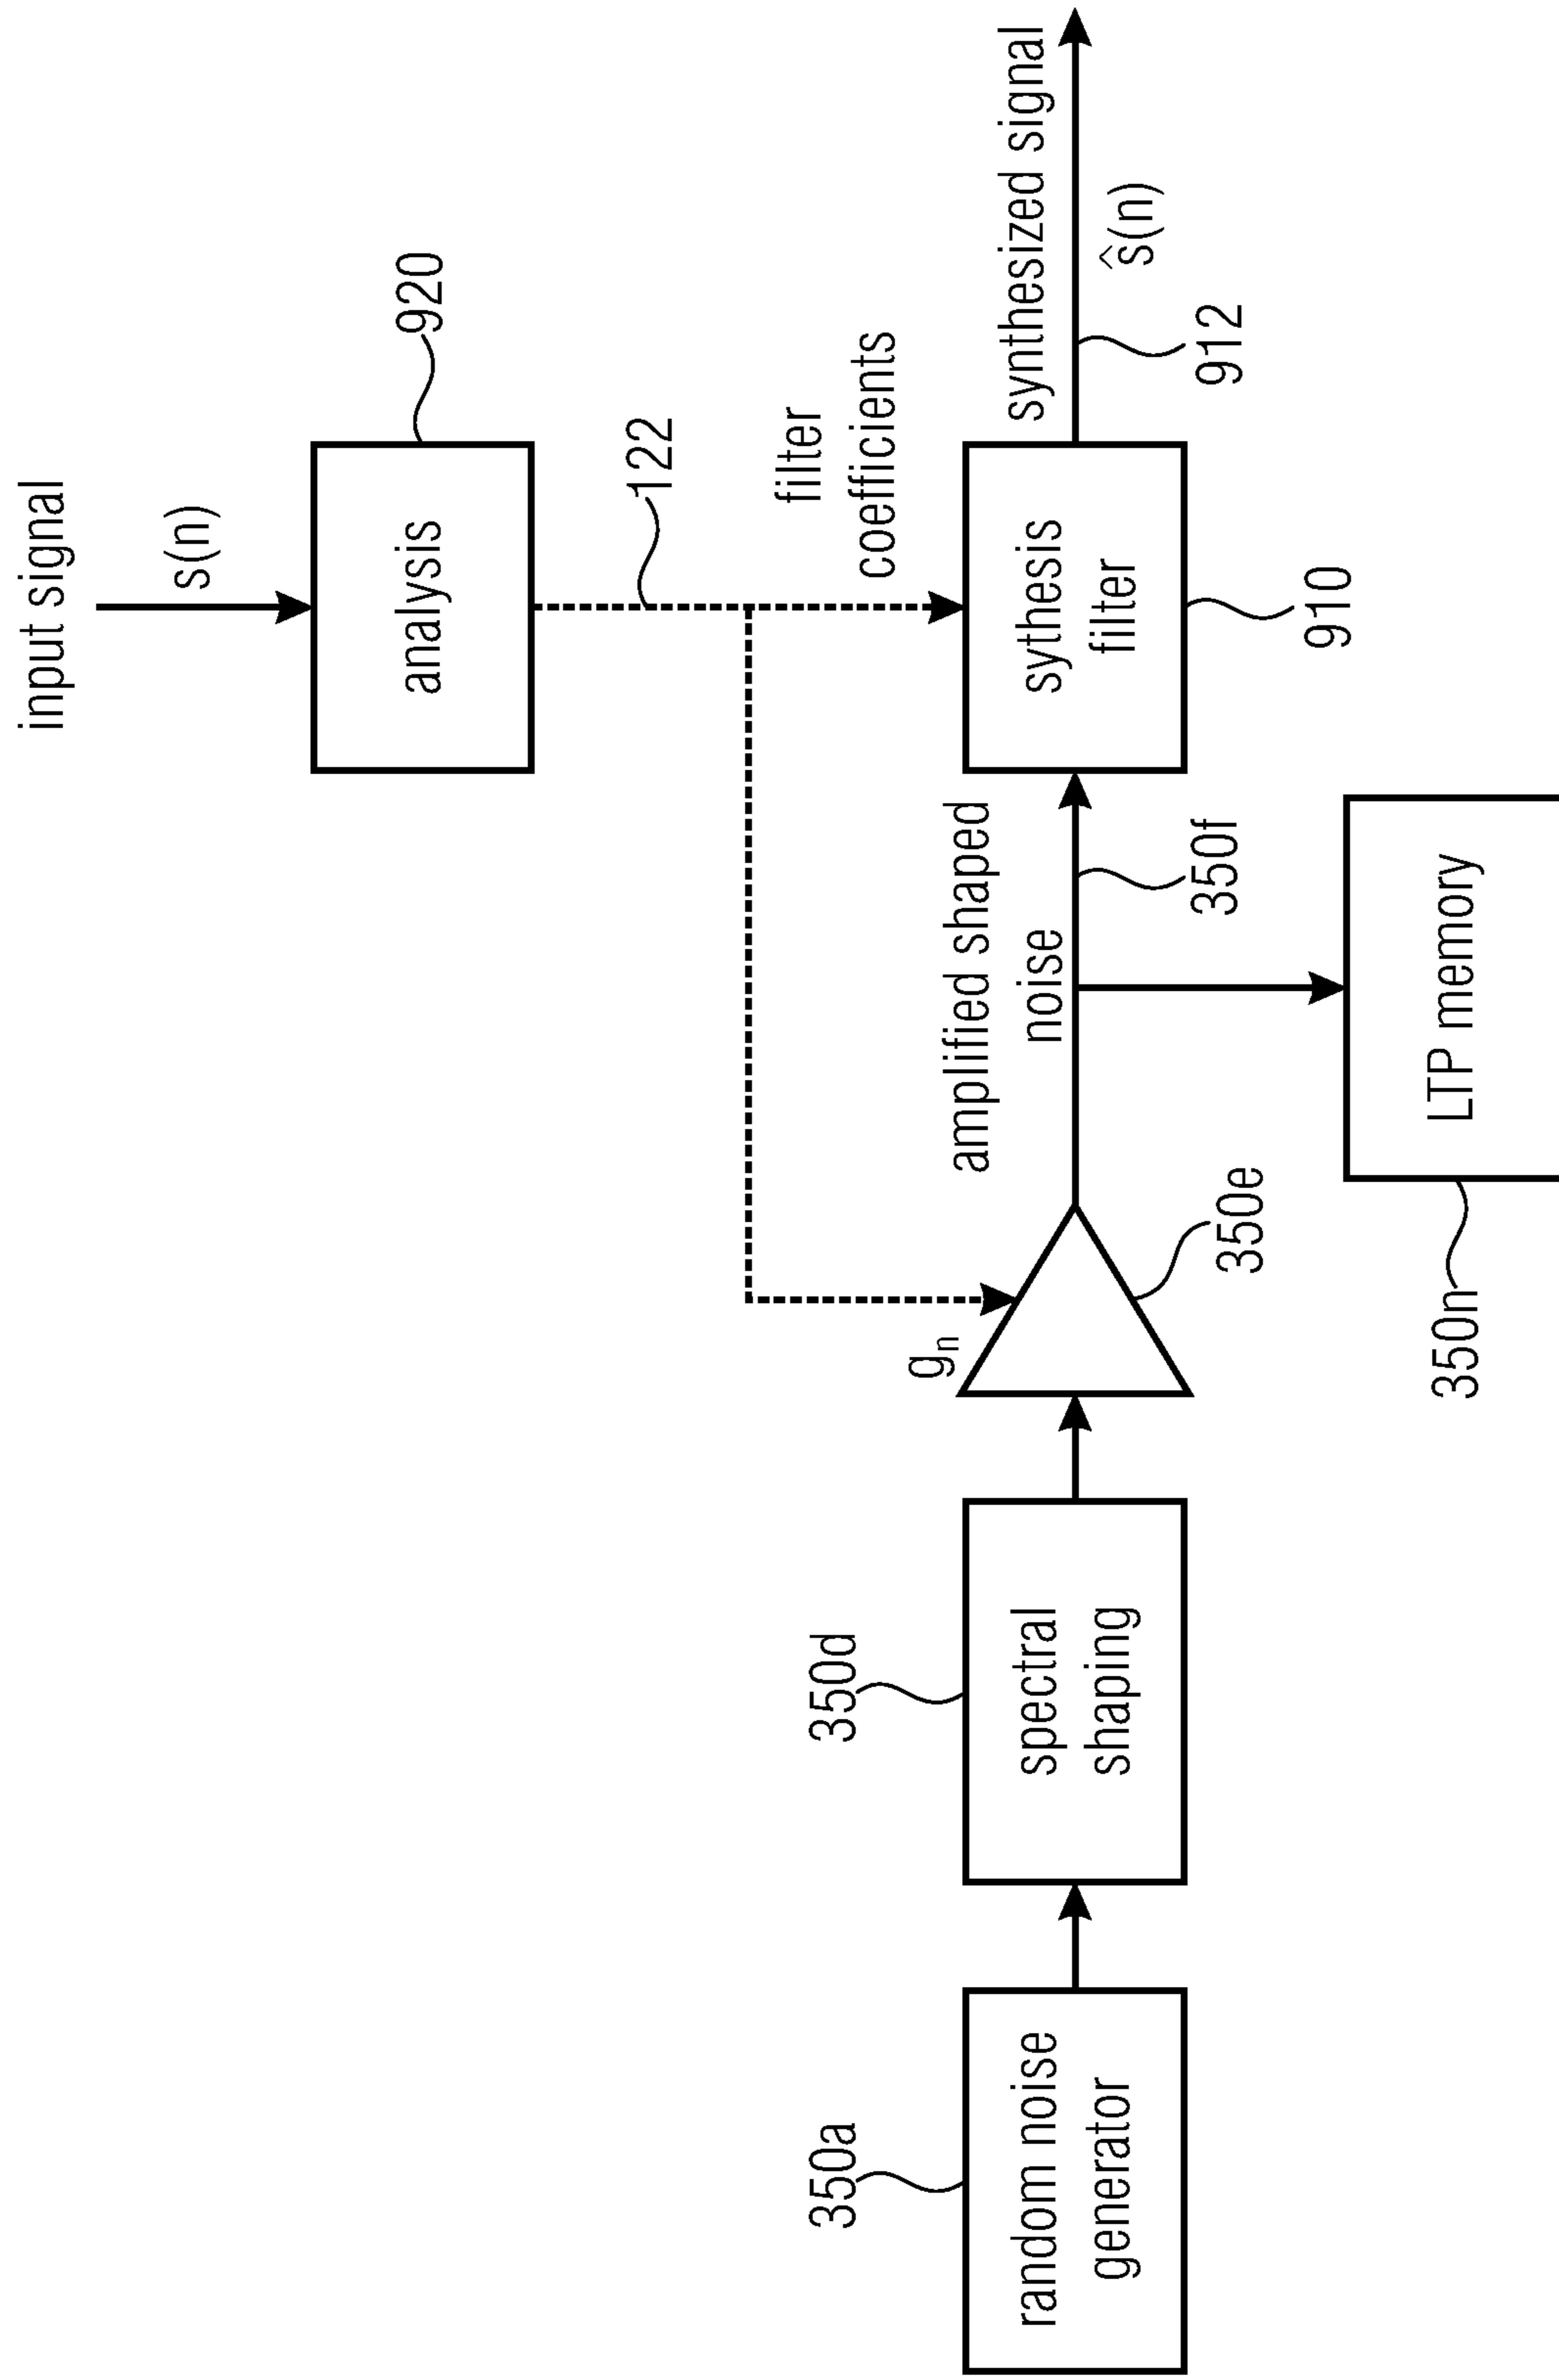 input signal
s(n)
analysis
920
122
filter
coefficients
350a
random noise
generator
350d
spectral
shaping
gₙ
350e
amplified shaped
noise
350f
sythesis
filter
910
synthesized signal
ŝ(n)
912
LTP memory
350n